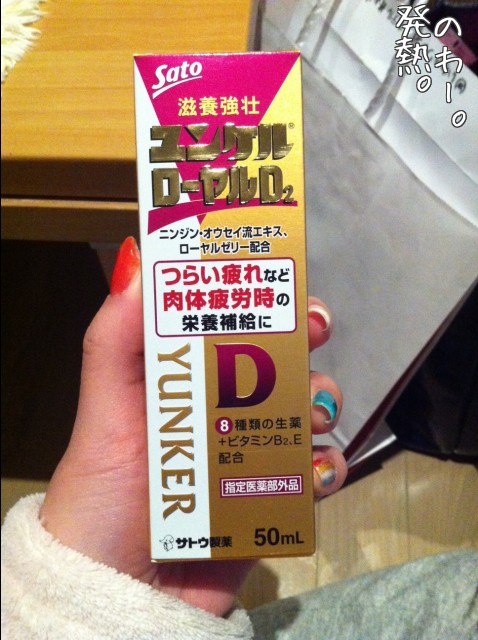 のわー。
発熱。
Sato
滋養強壮
ユンケル®
ローヤルD2
ニンジン・オウセイ流エキス、
ローヤルゼリー配合
つらい疲れなど
肉体疲労時の
栄養補給に
YUNKER
D
8種類の生薬
+ビタミンB2、E
配合
指定医薬部外品
サトウ製薬
50mL